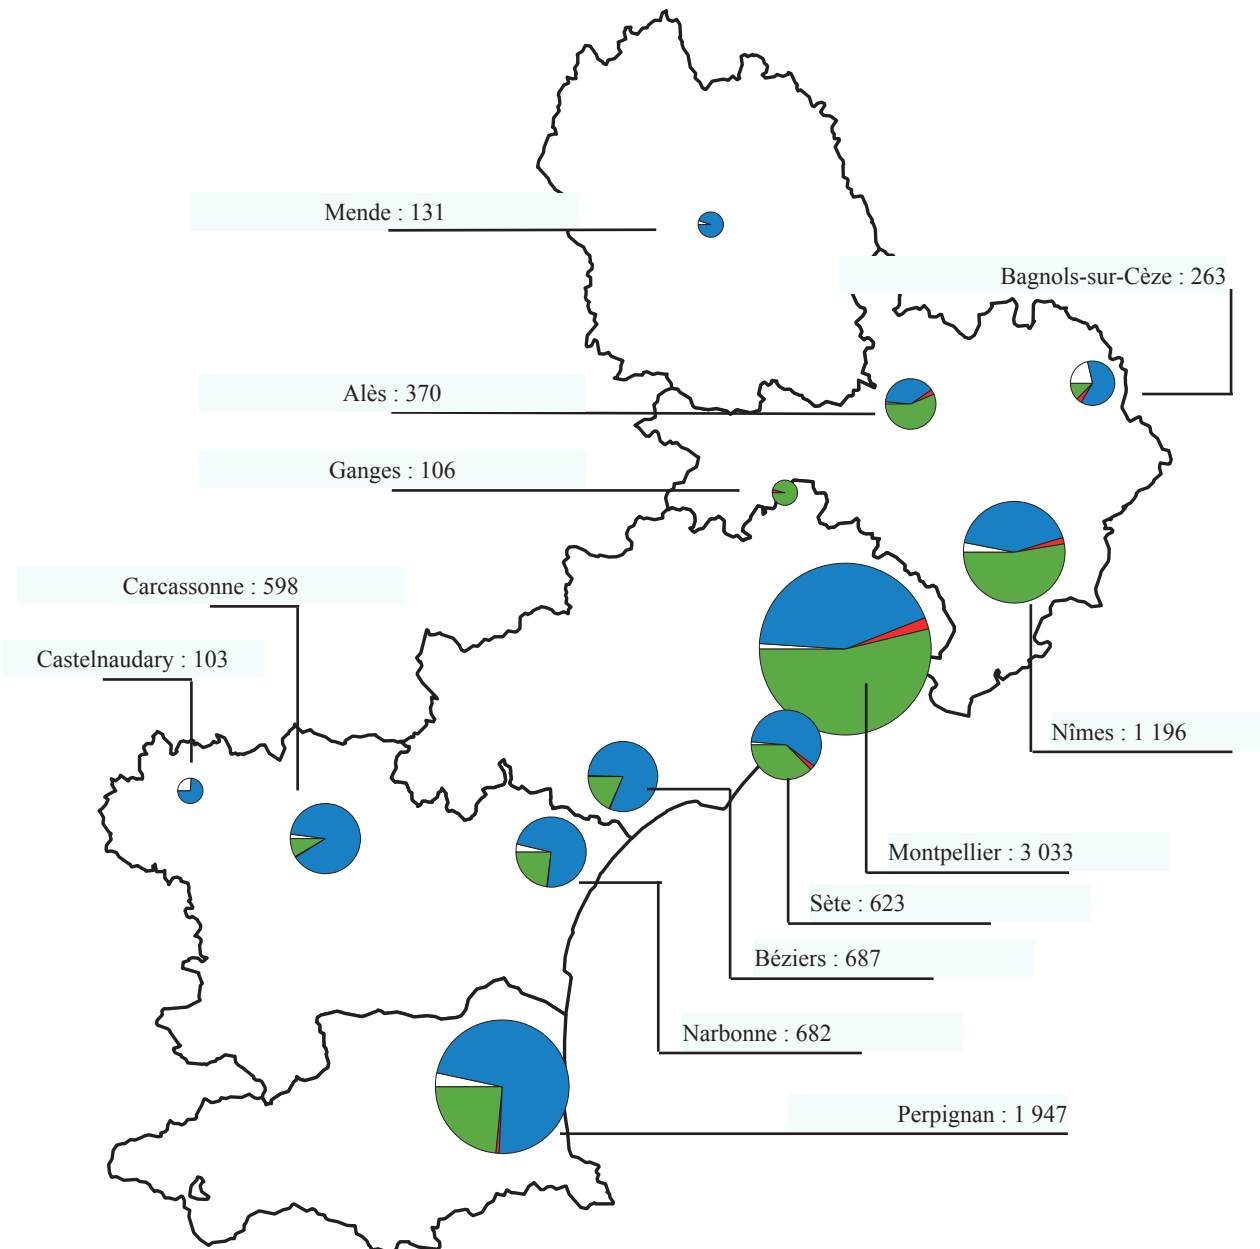 Mende : 131
Bagnols-sur-Cèze : 263
Alès : 370
Ganges : 106
Carcassonne : 598
Castelnaudary : 103
Nîmes : 1 196
Montpellier : 3 033
Sète : 623
Béziers : 687
Narbonne : 682
Perpignan : 1 947